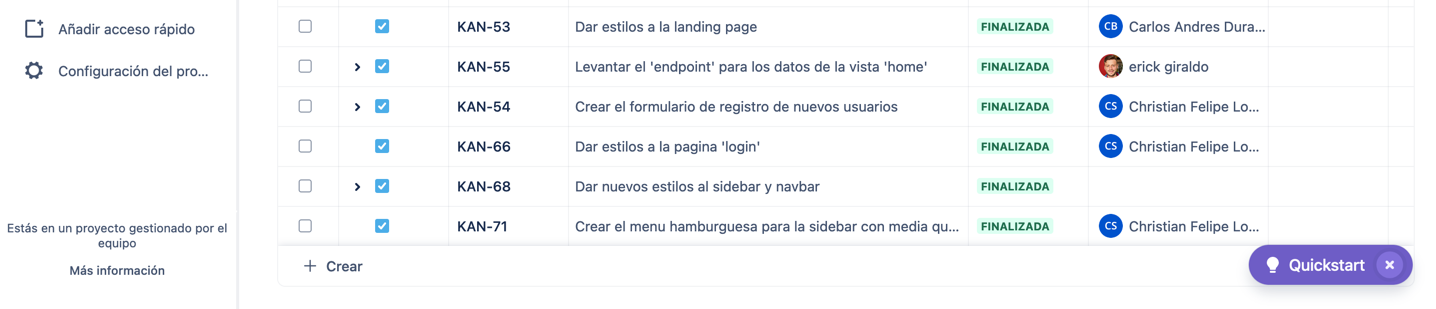 Añadir acceso rápido
Configuración del pro...
Estás en un proyecto gestionado por el
equipo
Más información
KAN-53 Dar estilos a la landing page FINALIZADA CB Carlos Andres Dura...
KAN-55 Levantar el 'endpoint' para los datos de la vista 'home' FINALIZADA erick giraldo
KAN-54 Crear el formulario de registro de nuevos usuarios FINALIZADA CS Christian Felipe Lo...
KAN-66 Dar estilos a la pagina 'login' FINALIZADA CS Christian Felipe Lo...
KAN-68 Dar nuevos estilos al sidebar y navbar FINALIZADA
KAN-71 Crear el menu hamburguesa para la sidebar con media qu... FINALIZADA CS Christian Felipe Lo...
Crear
Quickstart